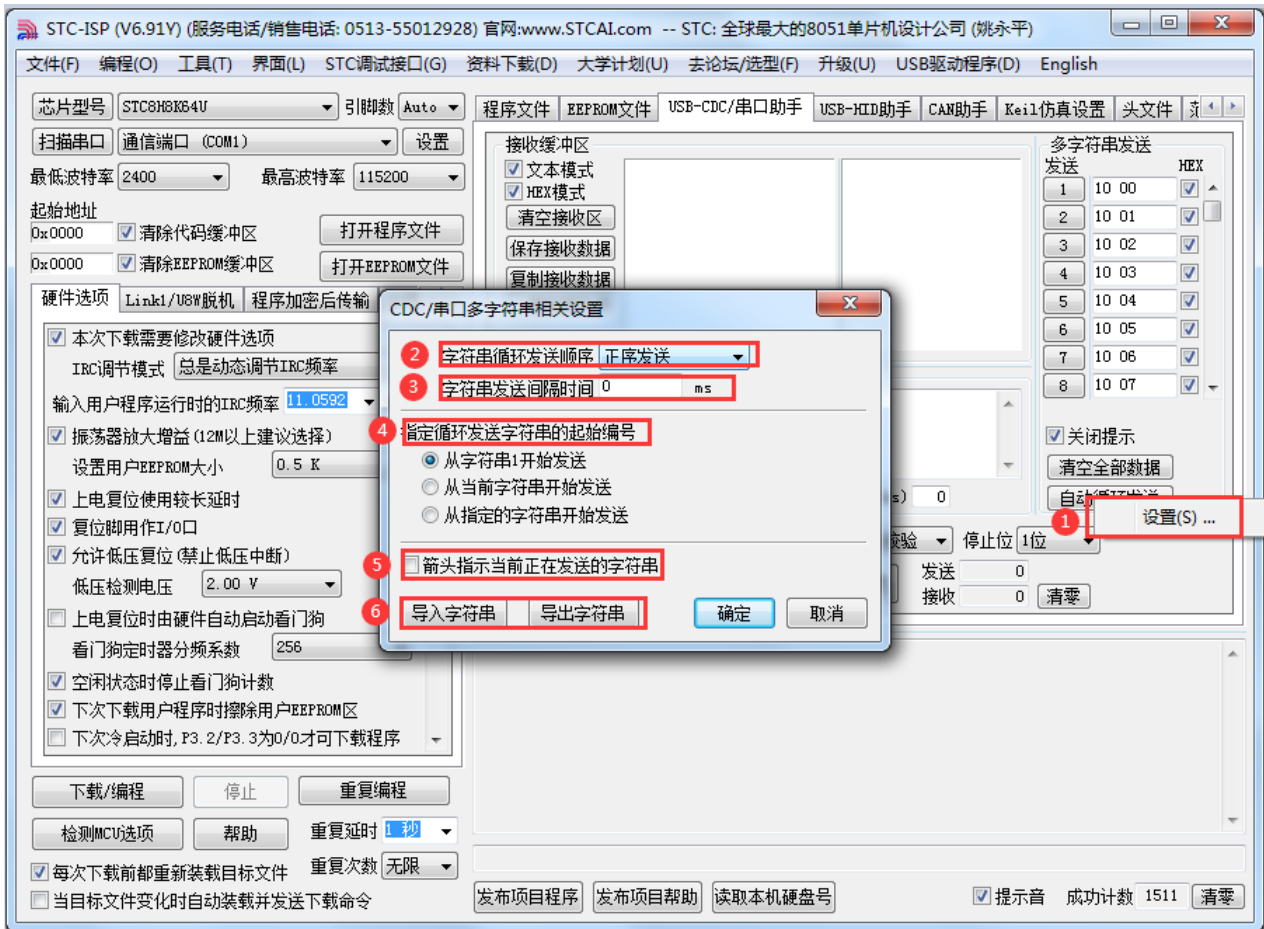 STC-ISP (V6.91Y) (服务电话/销售电话: 0513-55012928) 官网:www.STCAI.com -- STC: 全球最大的8051单片机设计公司 (姚永平)
文件(F) 编程(O) 工具(T) 界面(L) STC调试接口(G) 资料下载(D) 大学计划(U) 去论坛/选型(F) 升级(U) USB驱动程序(D) English
芯片型号 STC8H8K64U 引脚数 Auto
扫描串口 通信端口 (COM1) 设置
最低波特率 2400 最高波特率 115200
起始地址
0x0000 清除代码缓冲区 打开程序文件
0x0000 清除EEPROM缓冲区 打开EEPROM文件
硬件选项 Link1/U8W脱机 程序加密后传输
本次下载需要修改硬件选项
IRC调节模式 总是动态调节IRC频率
输入用户程序运行时的IRC频率 11.0592
振荡器放大增益(12M以上建议选择)
设置用户EEPROM大小 0.5 K
上电复位使用较长延时
复位脚用作I/O口
允许低压复位(禁止低压中断)
低压检测电压 2.00 V
上电复位时由硬件自动启动看门狗
看门狗定时器分频系数 256
空闲状态时停止看门狗计数
下次下载用户程序时擦除用户EEPROM区
下次冷启动时,P3.2/P3.3为0/0才可下载程序
下载/编程 停止 重复编程
检测MCU选项 帮助 重复延时 1 秒
每次下载前都重新装载目标文件 重复次数 无限
当目标文件变化时自动装载并发送下载命令
程序文件 EEPROM文件 USB-CDC/串口助手 USB-HID助手 CAN助手 Keil仿真设置 头文件
接收缓冲区
文本模式
HEX模式
清空接收区
保存接收数据
复制接收数据
多字符串发送
发送 HEX
1 10 00
2 10 01
3 10 02
4 10 03
5 10 04
6 10 05
7 10 06
8 10 07
关闭提示
清空全部数据
自动循环发送
1 设置(S) ...
s) 0
校验 停止位 1位
发送 0
接收 0 清零
CDC/串口多字符串相关设置
2 字符串循环发送顺序 正序发送
3 字符串发送间隔时间 0 ms
4 指定循环发送字符串的起始编号
从字符串1开始发送
从当前字符串开始发送
从指定的字符串开始发送
5 箭头指示当前正在发送的字符串
6 导入字符串 导出字符串 确定 取消
发布项目程序 发布项目帮助 读取本机硬盘号 提示音 成功计数 1511 清零